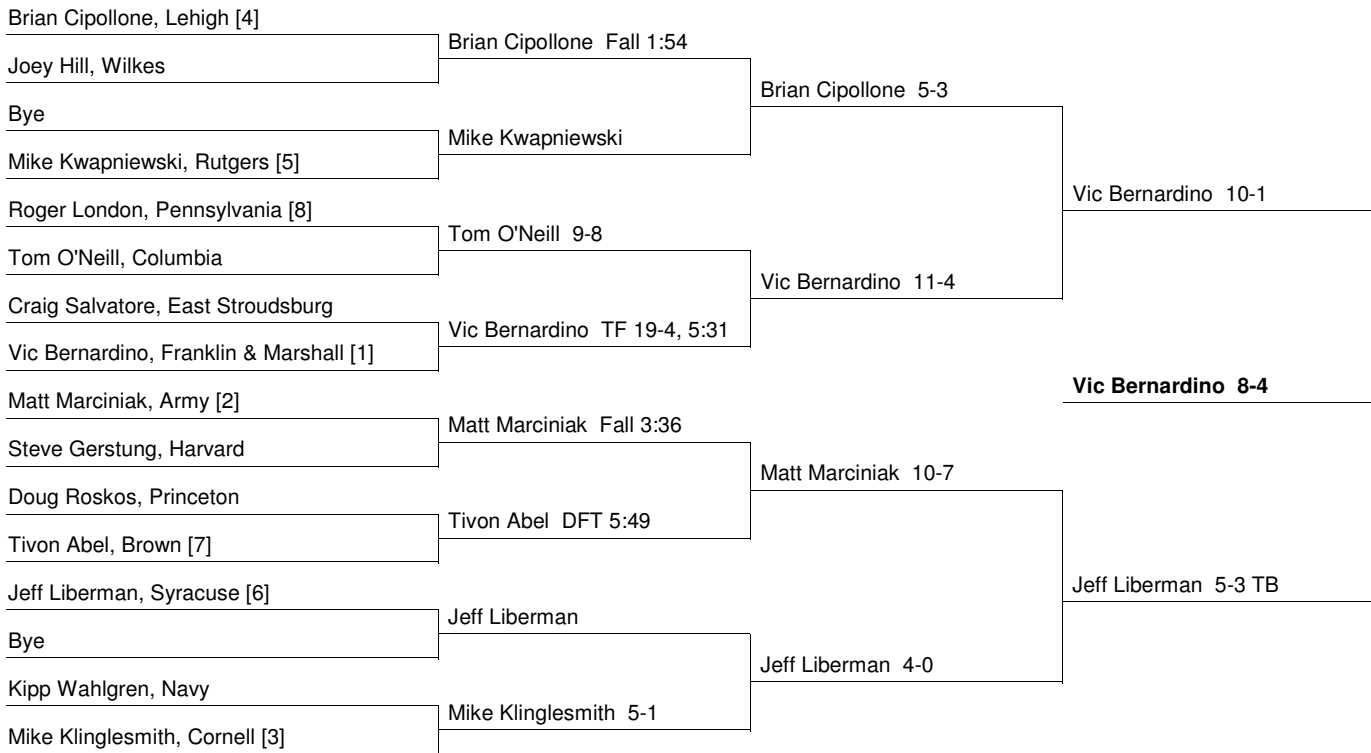 Brian Cipollone, Lehigh [4]
Joey Hill, Wilkes
Bye
Mike Kwapniewski, Rutgers [5]
Roger London, Pennsylvania [8]
Tom O'Neill, Columbia
Craig Salvatore, East Stroudsburg
Vic Bernardino, Franklin & Marshall [1]
Matt Marciniak, Army [2]
Steve Gerstung, Harvard
Doug Roskos, Princeton
Tivon Abel, Brown [7]
Jeff Liberman, Syracuse [6]
Bye
Kipp Wahlgren, Navy
Mike Klinglesmith, Cornell [3]
Brian Cipollone Fall 1:54
Mike Kwapniewski
Tom O'Neill 9-8
Vic Bernardino TF 19-4, 5:31
Matt Marciniak Fall 3:36
Tivon Abel DFT 5:49
Jeff Liberman
Mike Klinglesmith 5-1
Brian Cipollone 5-3
Vic Bernardino 11-4
Matt Marciniak 10-7
Jeff Liberman 4-0
Vic Bernardino 10-1
Jeff Liberman 5-3 TB
Vic Bernardino 8-4